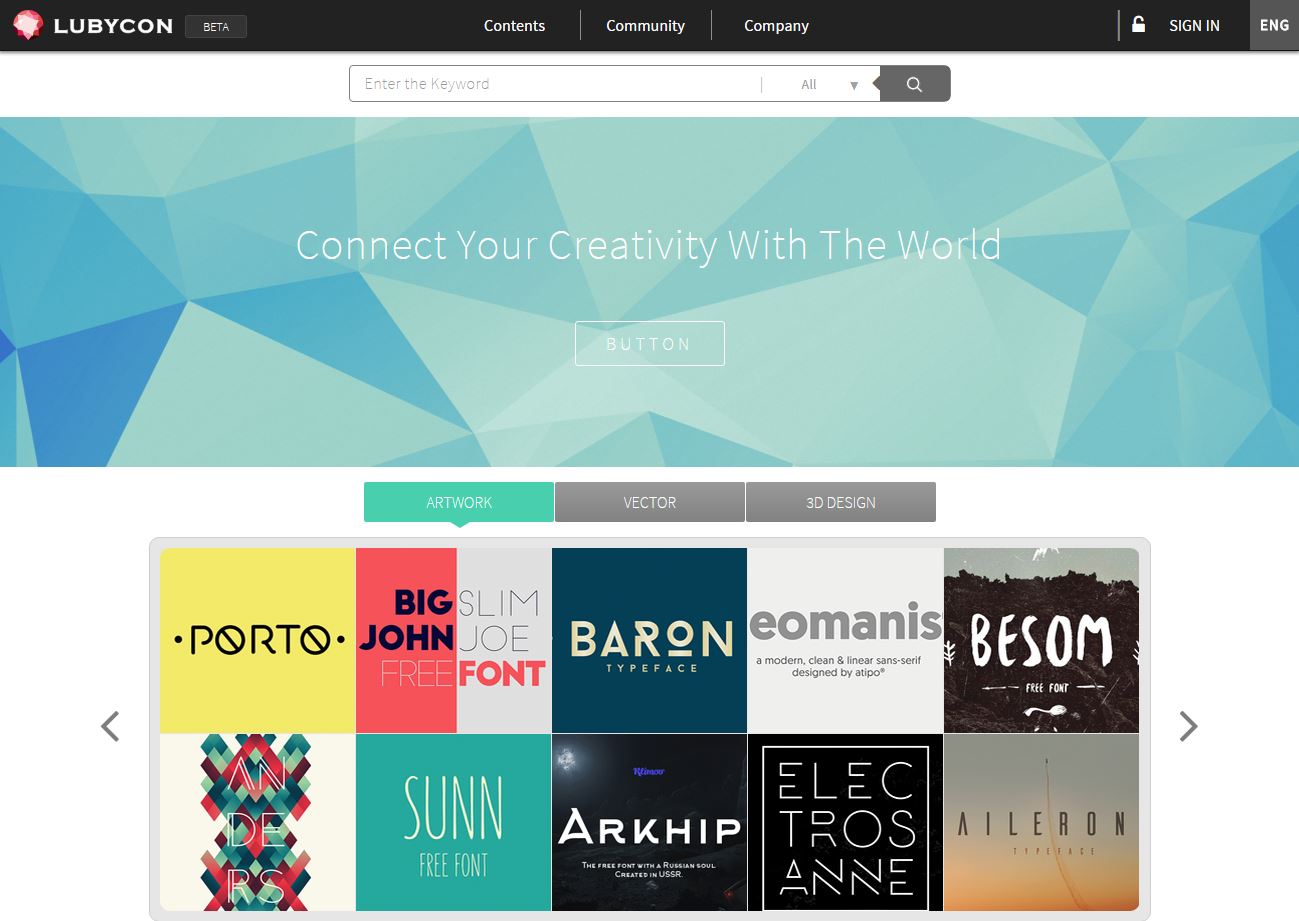 LUBYCON
BETA
Contents
Community
Company
SIGN IN
ENG
Enter the Keyword
All
Connect Your Creativity With The World
BUTTON
ARTWORK
VECTOR
3D DESIGN
•PORTO•
BIG
JOHN
FREE
SLIM
JOE
FONT
BARON
TYPEFACE
eomanis
a modern, clean & linear sans-serif
designed by atipo®
BESOM
FREE FONT
AN
DE
RS
SUNN
FREE FONT
Klimov
ARKHIP
THE FREE FONT WITH A RUSSIAN SOUL.
CREATED IN USSR.
ELEC
TROS
ANNE
AILERON
TYPEFACE